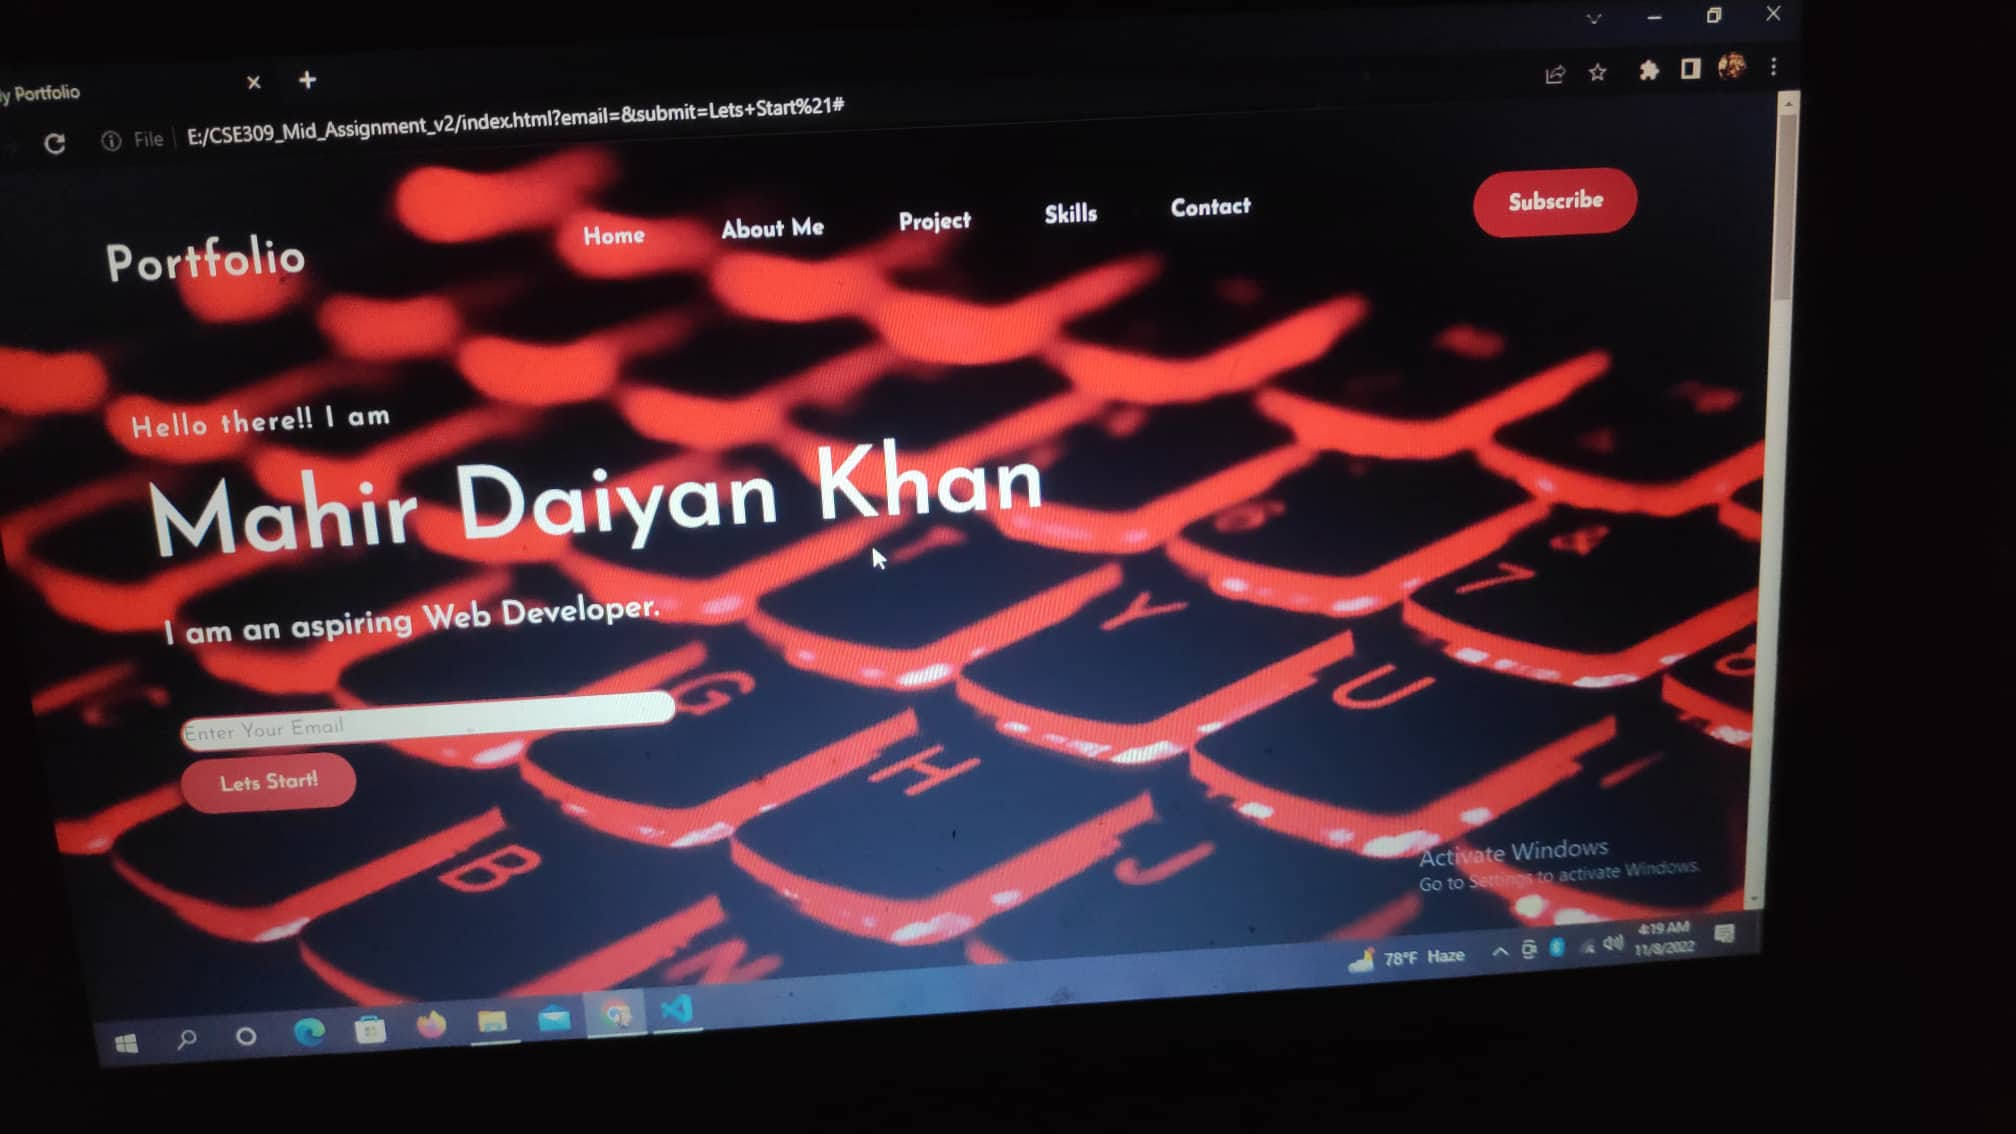 y Portfolio
File
E:/CSE309_Mid_Assignment_v2/index.html?email=&submit=Lets+Start%21#
Portfolio
Home
About Me
Project
Skills
Contact
Subscribe
Hello there!! I am
Mahir Daiyan Khan
I am an aspiring Web Developer.
Enter Your Email
Lets Start!
6
7
8
Y
U
G
H
J
B
N
Activate Windows
Go to Settings to activate Windows.
78°F Haze
4:19 AM
11/8/2022